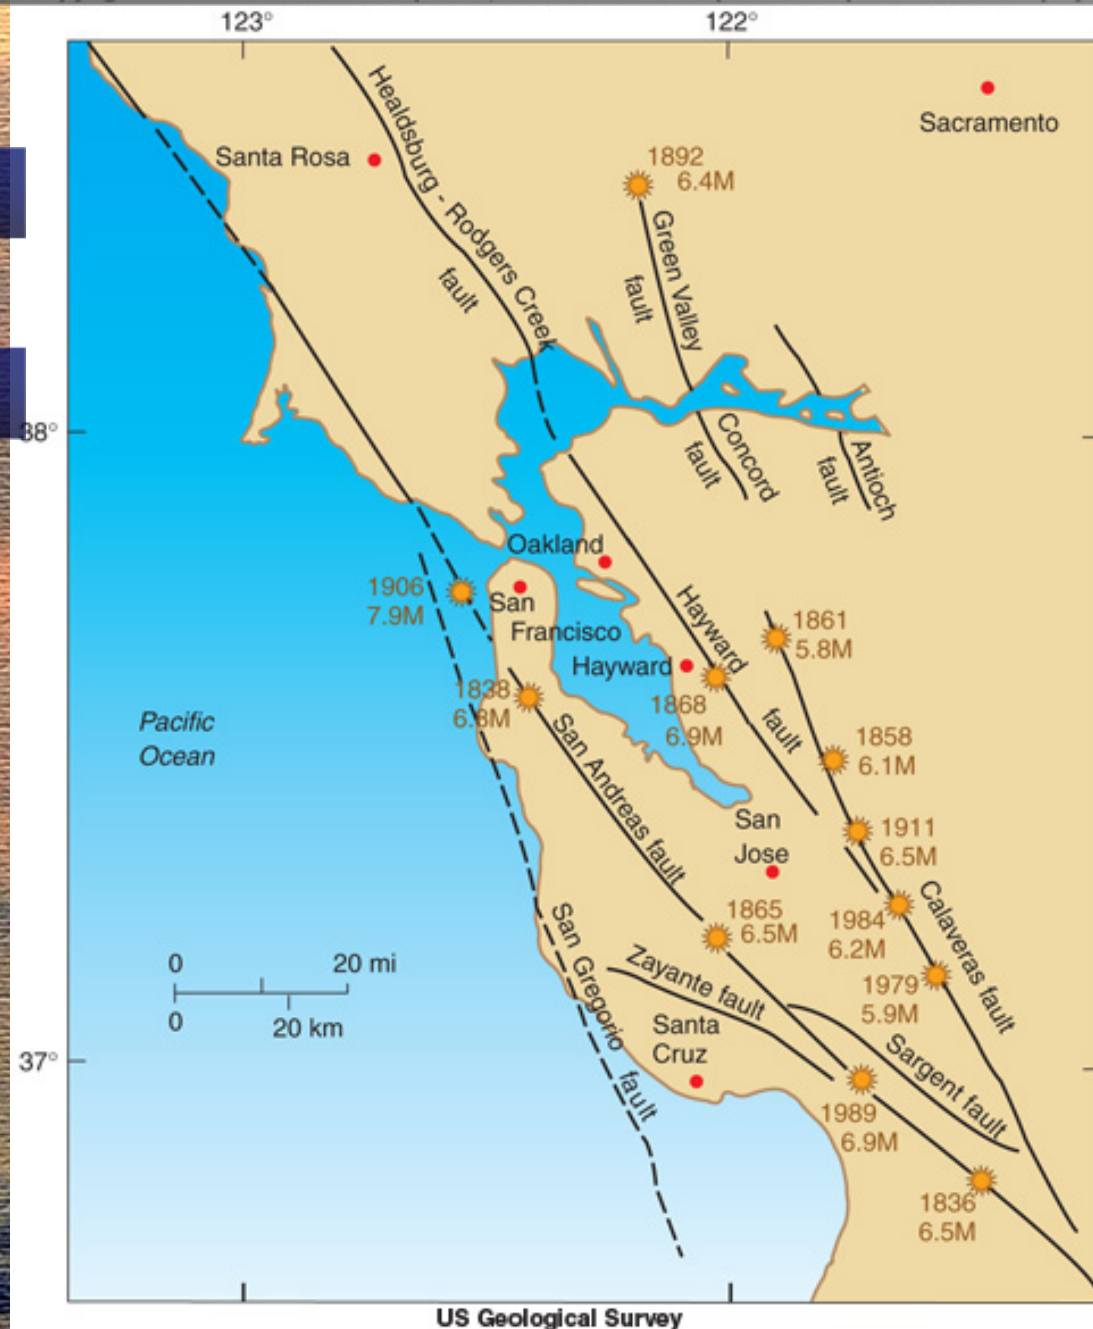 123°
122°
Sacramento
Santa Rosa
Healdsburg - Rodgers Creek
fault
1892
6.4M
Green Valley
fault
38°
Concord
fault
Antioch
fault
Oakland
1906
7.9M
San
Francisco
Hayward
fault
Hayward
1861
5.8M
1838
6.8M
1868
6.9M
Pacific
Ocean
San Andreas fault
1858
6.1M
San
Jose
1911
6.5M
1865
6.5M
1984
6.2M
Calaveras fault
1979
5.9M
San Gregorio
fault
Zayante fault
0
20 mi
0
20 km
Santa
Cruz
Sargent fault
37°
1989
6.9M
1836
6.5M
US Geological Survey